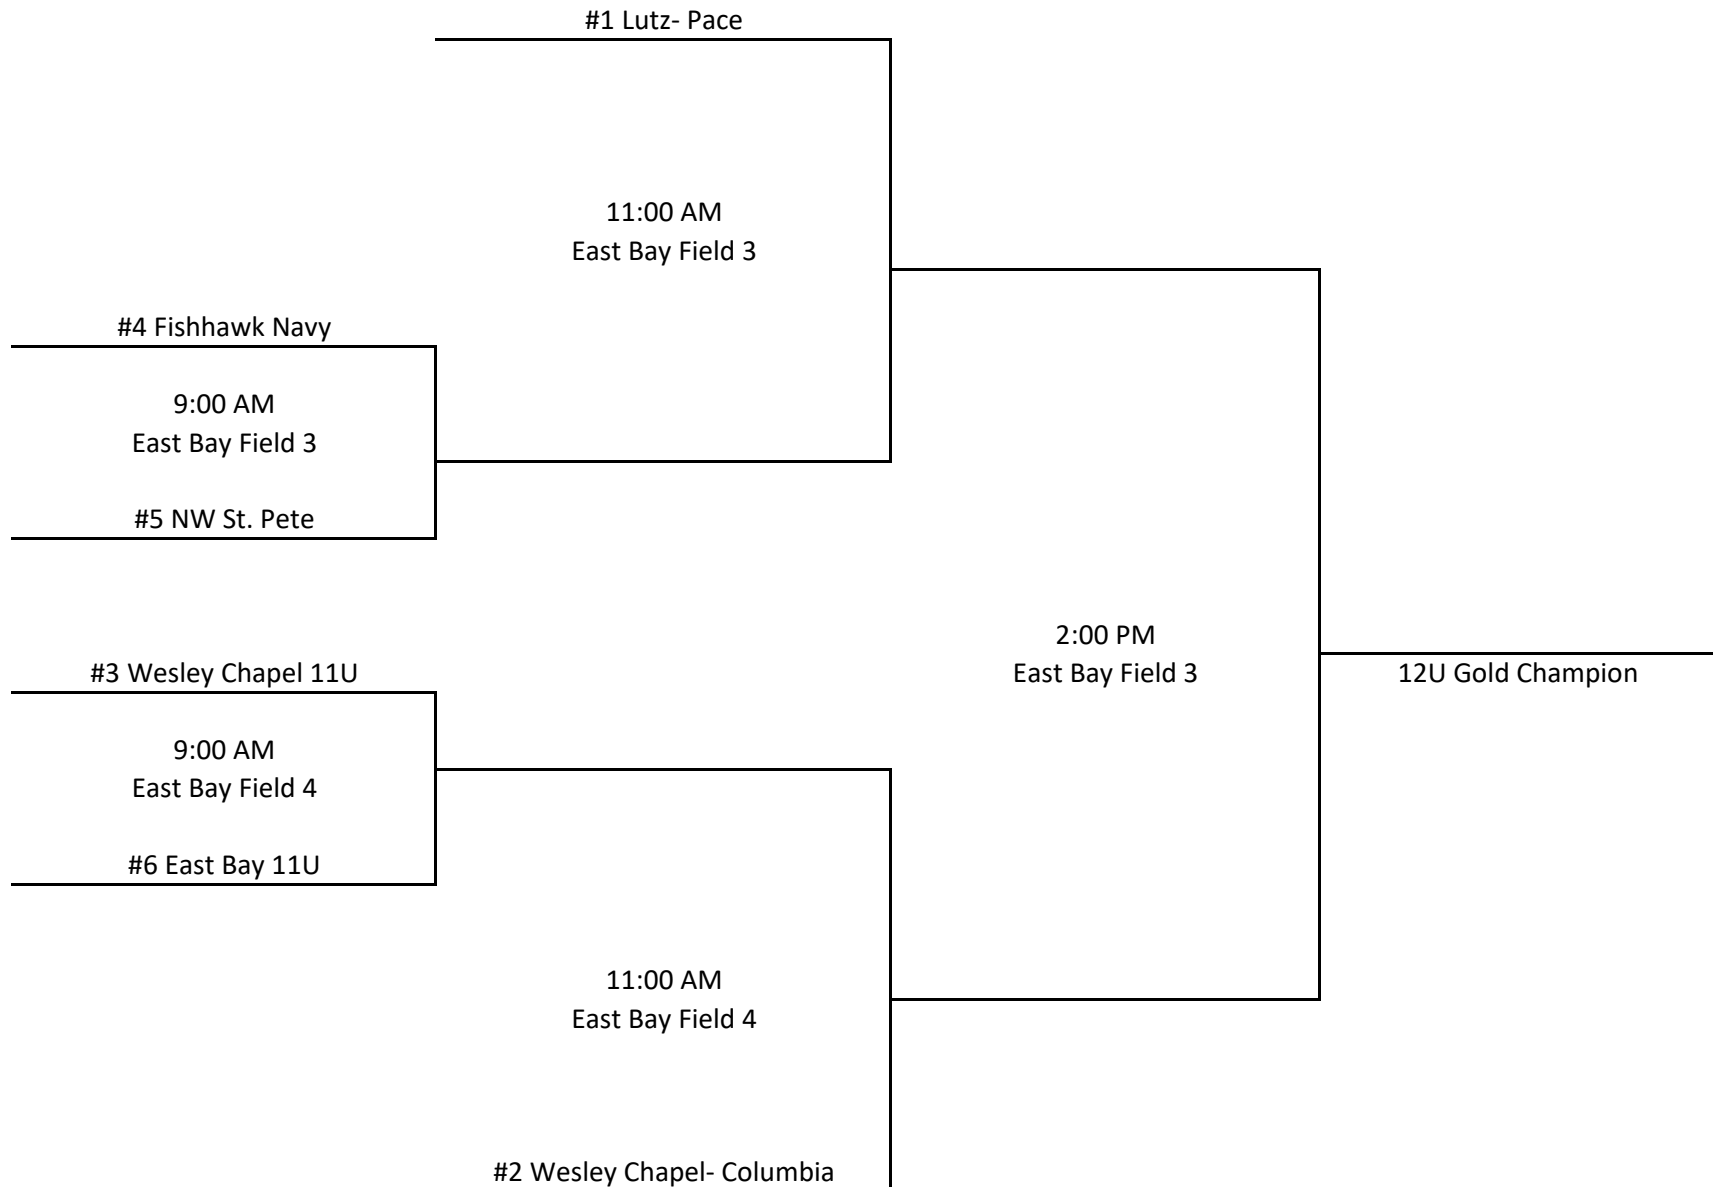 #1 Lutz- Pace
11:00 AM
East Bay Field 3
#4 Fishhawk Navy
9:00 AM
East Bay Field 3
#5 NW St. Pete
2:00 PM
East Bay Field 3
12U Gold Champion
#3 Wesley Chapel 11U
9:00 AM
East Bay Field 4
#6 East Bay 11U
11:00 AM
East Bay Field 4
#2 Wesley Chapel- Columbia